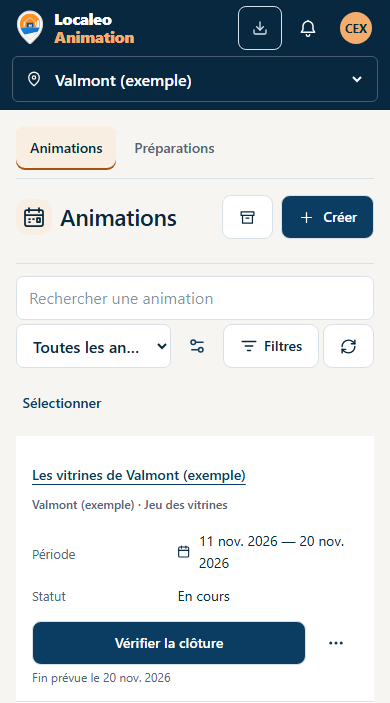 Localeo
Animation
CEX
Valmont (exemple)
Animations
Préparations
Animations
Créer
Rechercher une animation
Toutes les an...
Filtres
Sélectionner
Les vitrines de Valmont (exemple)
Valmont (exemple) · Jeu des vitrines
Période
11 nov. 2026 — 20 nov.
2026
Statut
En cours
Vérifier la clôture
Fin prévue le 20 nov. 2026